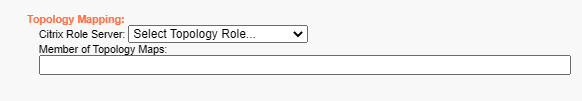 Topology Mapping:
Citrix Role Server: Select Topology Role...
Member of Topology Maps: